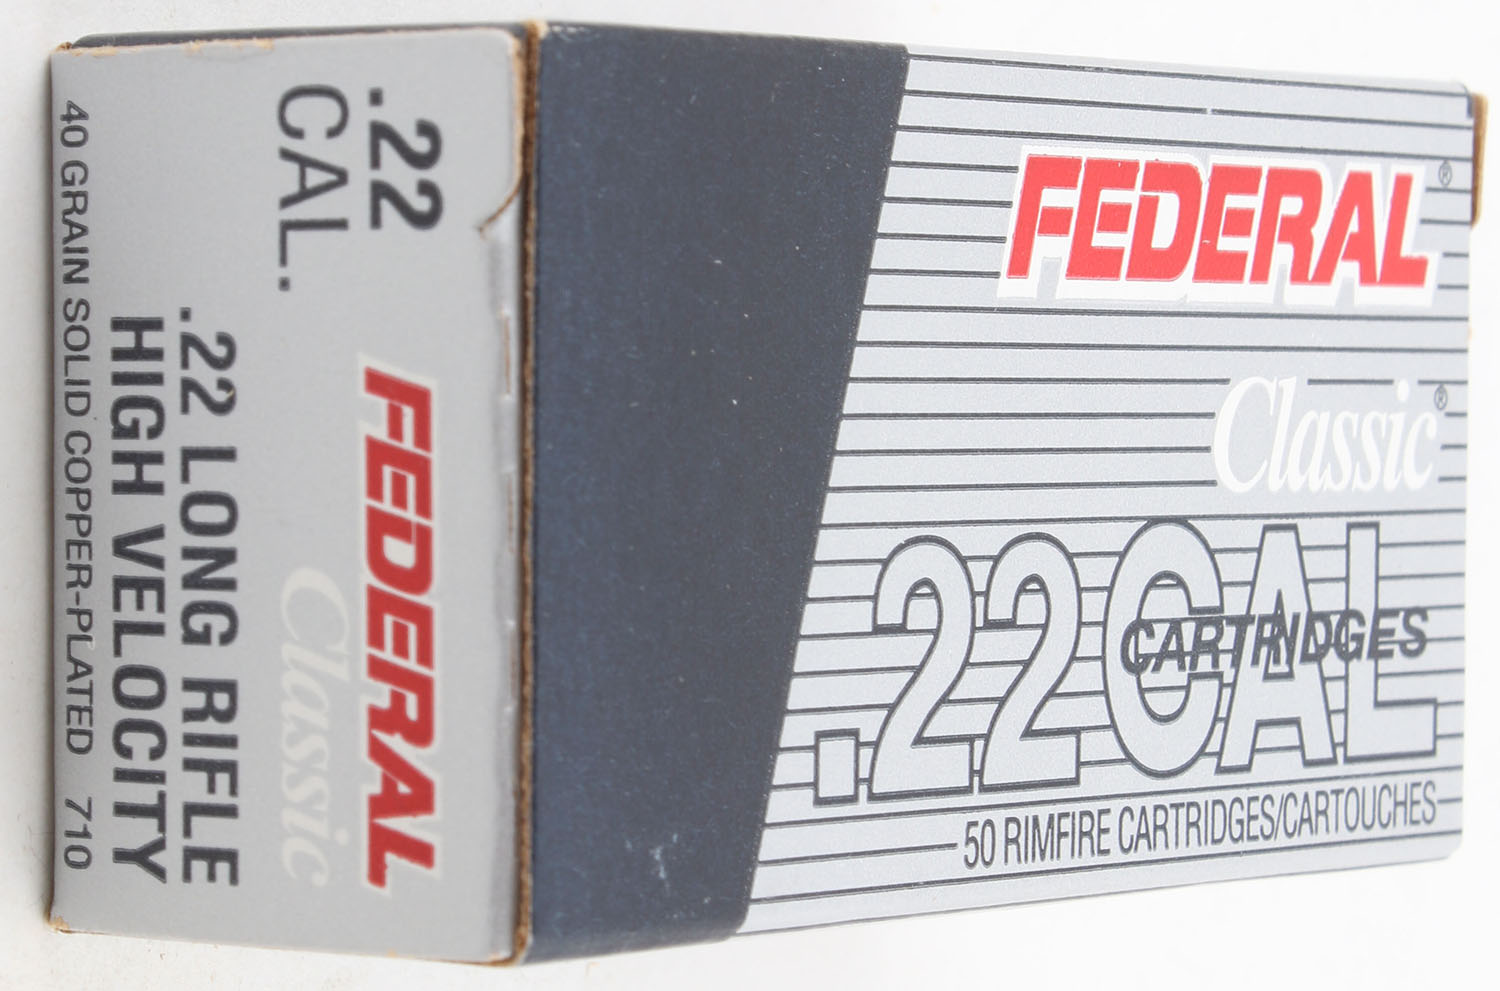 .22
CAL.
FEDERAL
Classic
.22 LONG RIFLE
HIGH VELOCITY
40 GRAIN SOLID COPPER-PLATED 710
FEDERAL®
Classic®
.22 CAL
CARTRIDGES
50 RIMFIRE CARTRIDGES/CARTOUCHES